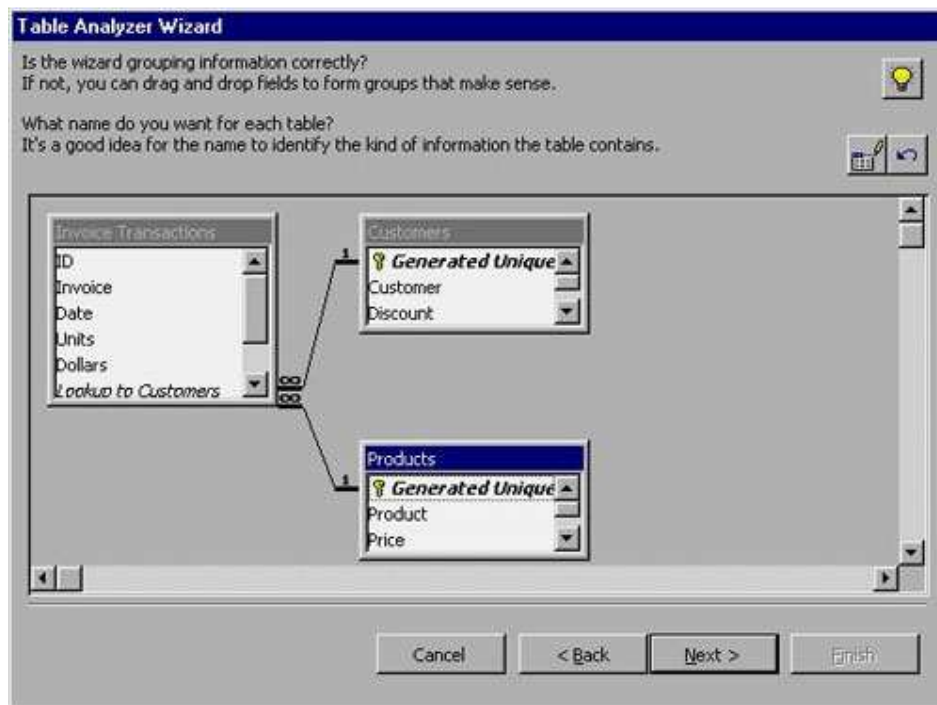 Table Analyzer Wizard
Is the wizard grouping information correctly?
If not, you can drag and drop fields to form groups that make sense.
What name do you want for each table?
It's a good idea for the name to identify the kind of information the table contains.
Invoice Transactions
ID
Invoice
Date
Units
Dollars
Lookup to Customers
Customers
Generated Unique
Customer
Discount
1
∞
∞
1
Products
Generated Unique
Product
Price
Cancel
< Back
Next >
Finish